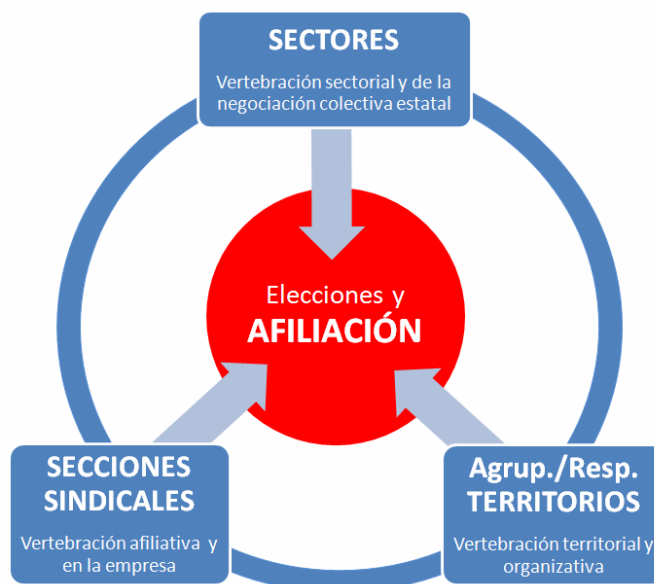 SECTORES
Vertebración sectorial y de la
negociación colectiva estatal
Elecciones y
AFILIACIÓN
SECCIONES
SINDICALES
Vertebración afiliativa y
en la empresa
Agrup./Resp.
TERRITORIOS
Vertebración territorial y
organizativa